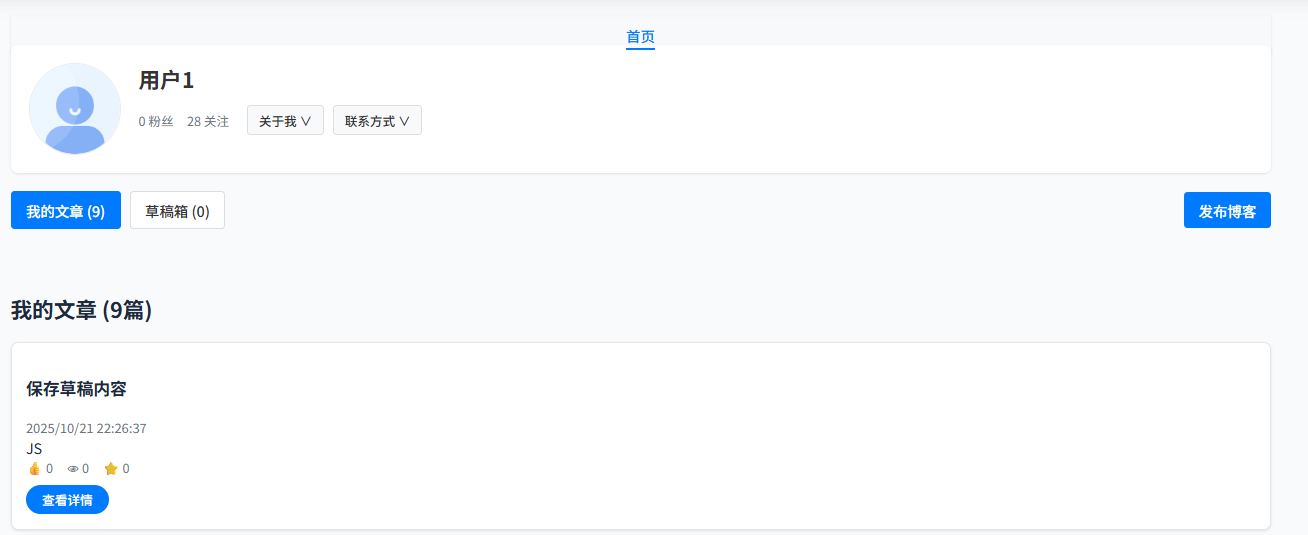 首页
用户1
0 粉丝 28 关注 关于我 ∨ 联系方式 ∨
我的文章 (9) 草稿箱 (0) 发布博客
我的文章 (9篇)
保存草稿内容
2025/10/21 22:26:37
JS
👍 0 👁 0 ⭐ 0
查看详情